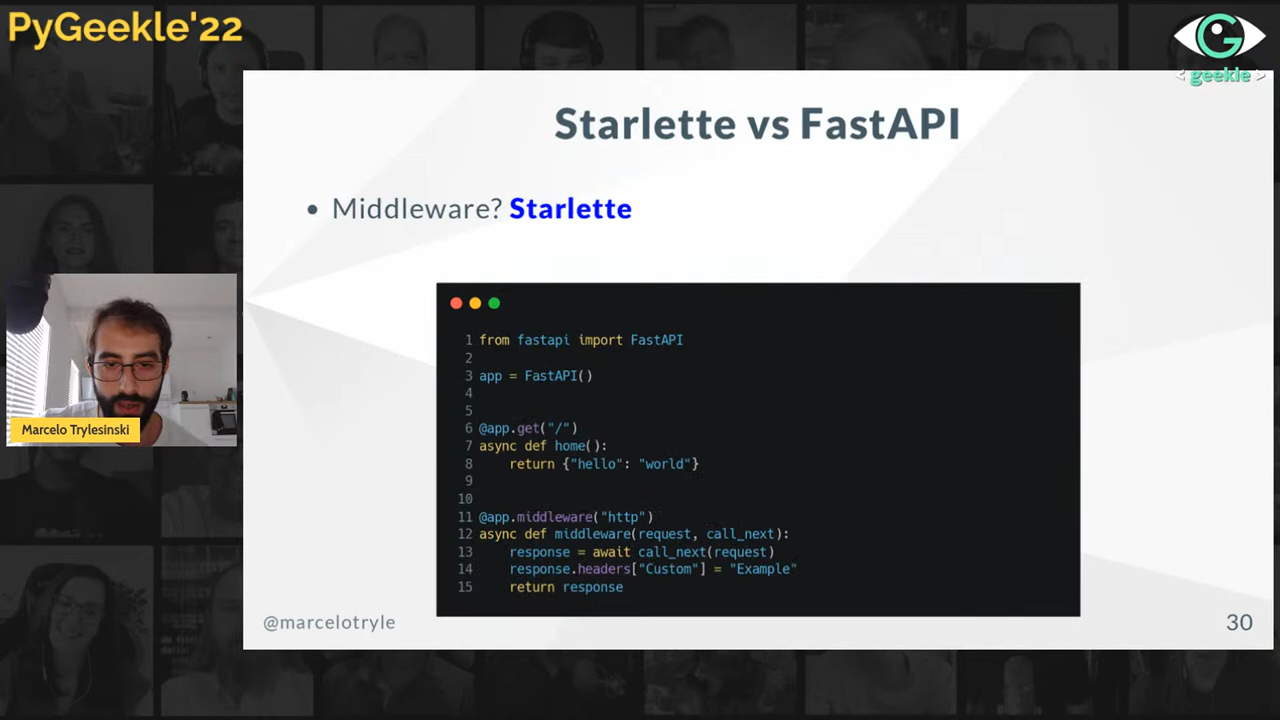 PyGeekle'22
G
< geekle >
Starlette vs FastAPI
• Middleware? Starlette
1 from fastapi import FastAPI
2
3 app = FastAPI()
4
5
6 @app.get("/")
7 async def home():
8     return {"hello": "world"}
9
10
11 @app.middleware("http")
12 async def middleware(request, call_next):
13     response = await call_next(request)
14     response.headers["Custom"] = "Example"
15     return response
Marcelo Trylesinski
@marcelotryle
30